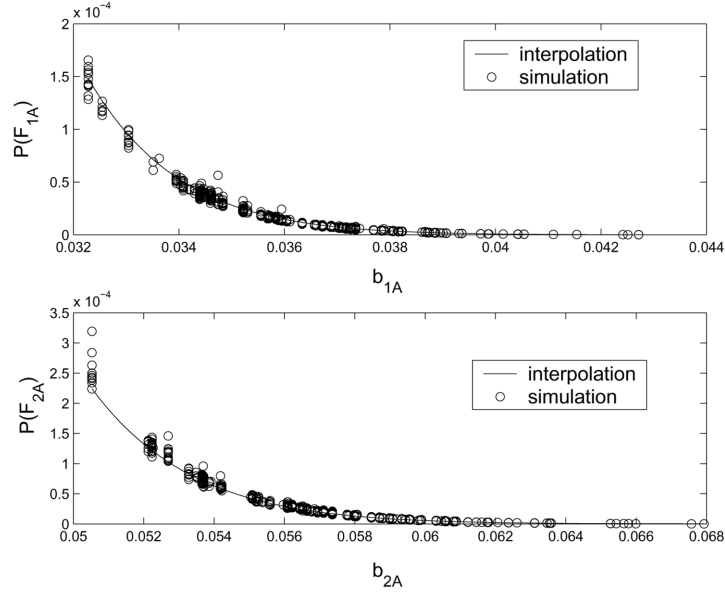 x 10⁻⁴
2
1.5
1
0.5
0
P(F₁A)
interpolation
simulation
0.032 0.034 0.036 0.038 0.04 0.042 0.044
b₁A
x 10⁻⁴
3.5
3
2.5
2
1.5
1
0.5
0
P(F₂A)
interpolation
simulation
0.05 0.052 0.054 0.056 0.058 0.06 0.062 0.064 0.066 0.068
b₂A